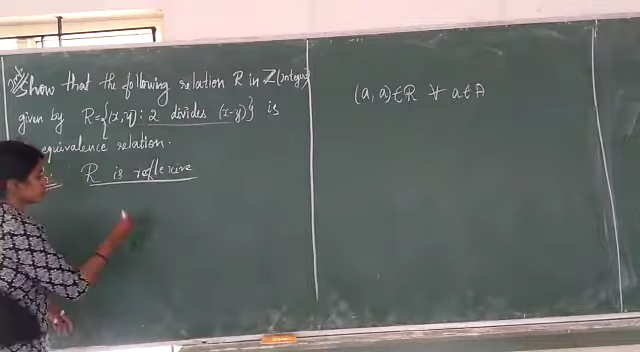 Show that the following relation R in Z (integers)
given by R={(x, y): 2 divides (x-y)} is
equivalence relation.
R is reflexive
(a, a)∈R ∀ a∈A